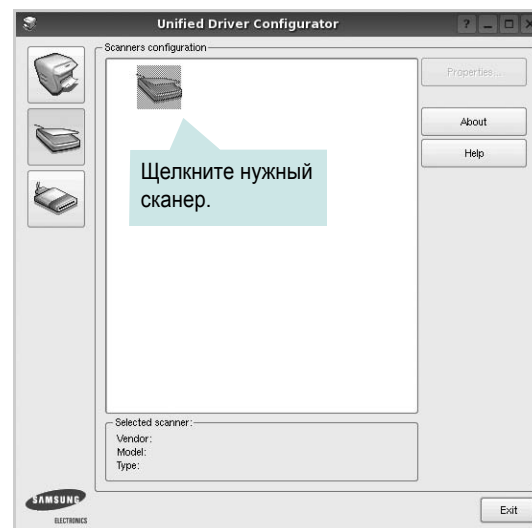 Unified Driver Configurator
Scanners configuration
Properties...
About
Help
Щелкните нужный
сканер.
Selected scanner:
Vendor:
Model:
Type:
SAMSUNG
ELECTRONICS
Exit